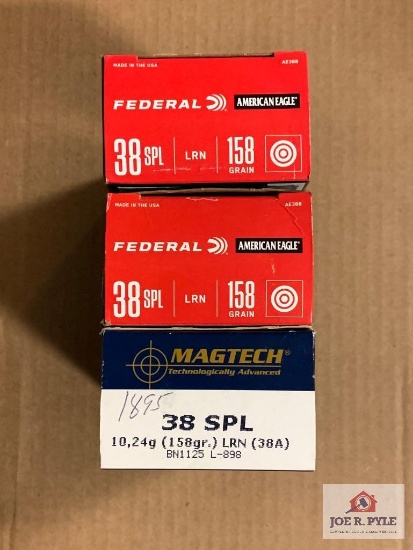 MADE IN THE USA AE38B
FEDERAL AMERICAN EAGLE®
38 SPL LRN 158 GRAIN
MADE IN THE USA AE38B
FEDERAL AMERICAN EAGLE®
38 SPL LRN 158 GRAIN
MAGTECH®
Technologically Advanced
1895
38 SPL
10,24g (158gr.) LRN (38A)
BN1125 L-898
JOE R. PYLE